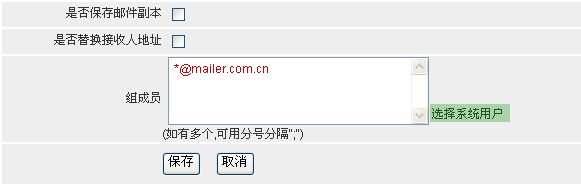 是否保存邮件副本
是否替换接收人地址
组成员 *@mailer.com.cn
选择系统用户
(如有多个,可用分号分隔";")
保存 取消